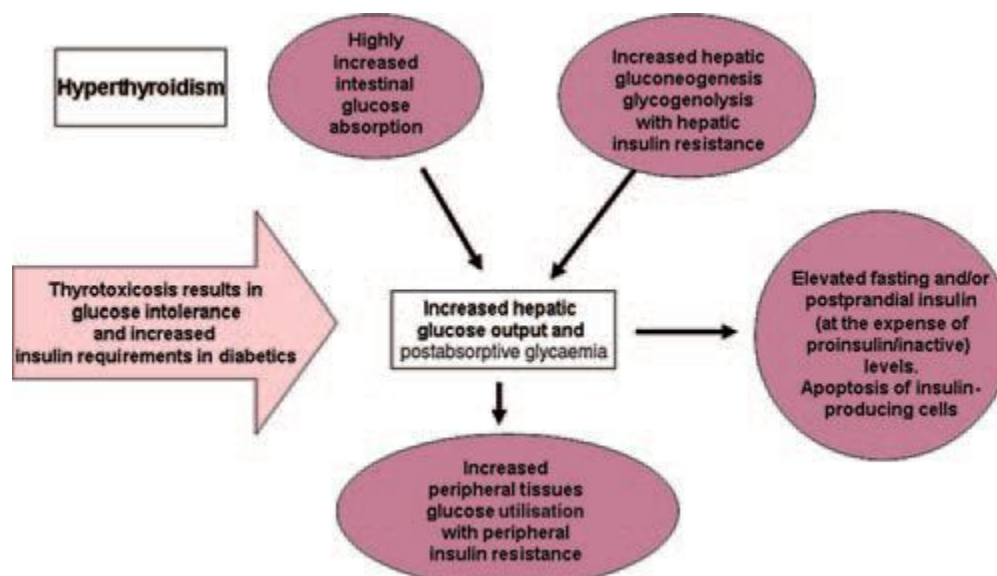 Hyperthyroidism
Highly
increased
intestinal
glucose
absorption
Increased hepatic
gluconeogenesis
glycogenolysis
with hepatic
insulin resistance
Thyrotoxicosis results in
glucose intolerance
and increased
insulin requirements in diabetics
Increased hepatic
glucose output and
postabsorptive glycaemia
Elevated fasting and/or
postprandial insulin
(at the expense of
proinsulin/inactive)
levels.
Apoptosis of insulin-
producing cells
Increased
peripheral tissues
glucose utilisation
with peripheral
insulin resistance